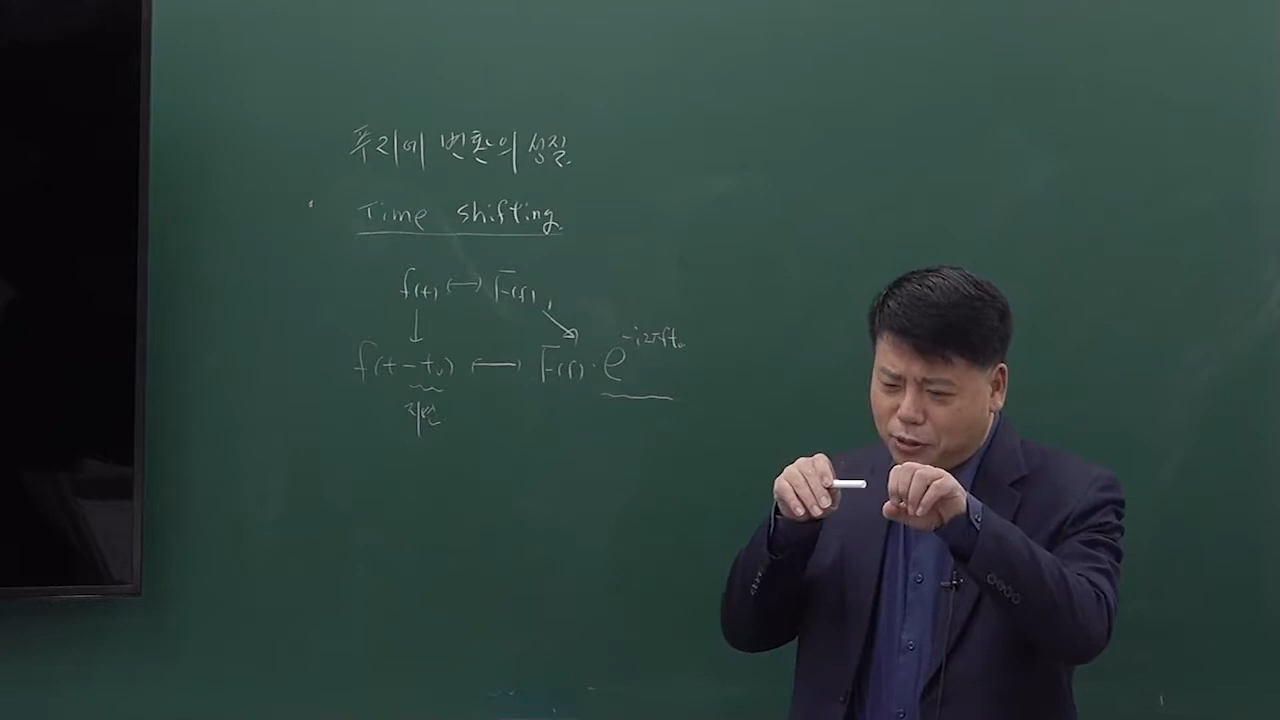 푸리에 변환의 성질.
Time shifting.
f(t) ↔ F(f)
↓ ↘
f(t-t₀) ↔ F(f)·e^{-i2πft₀}
지연